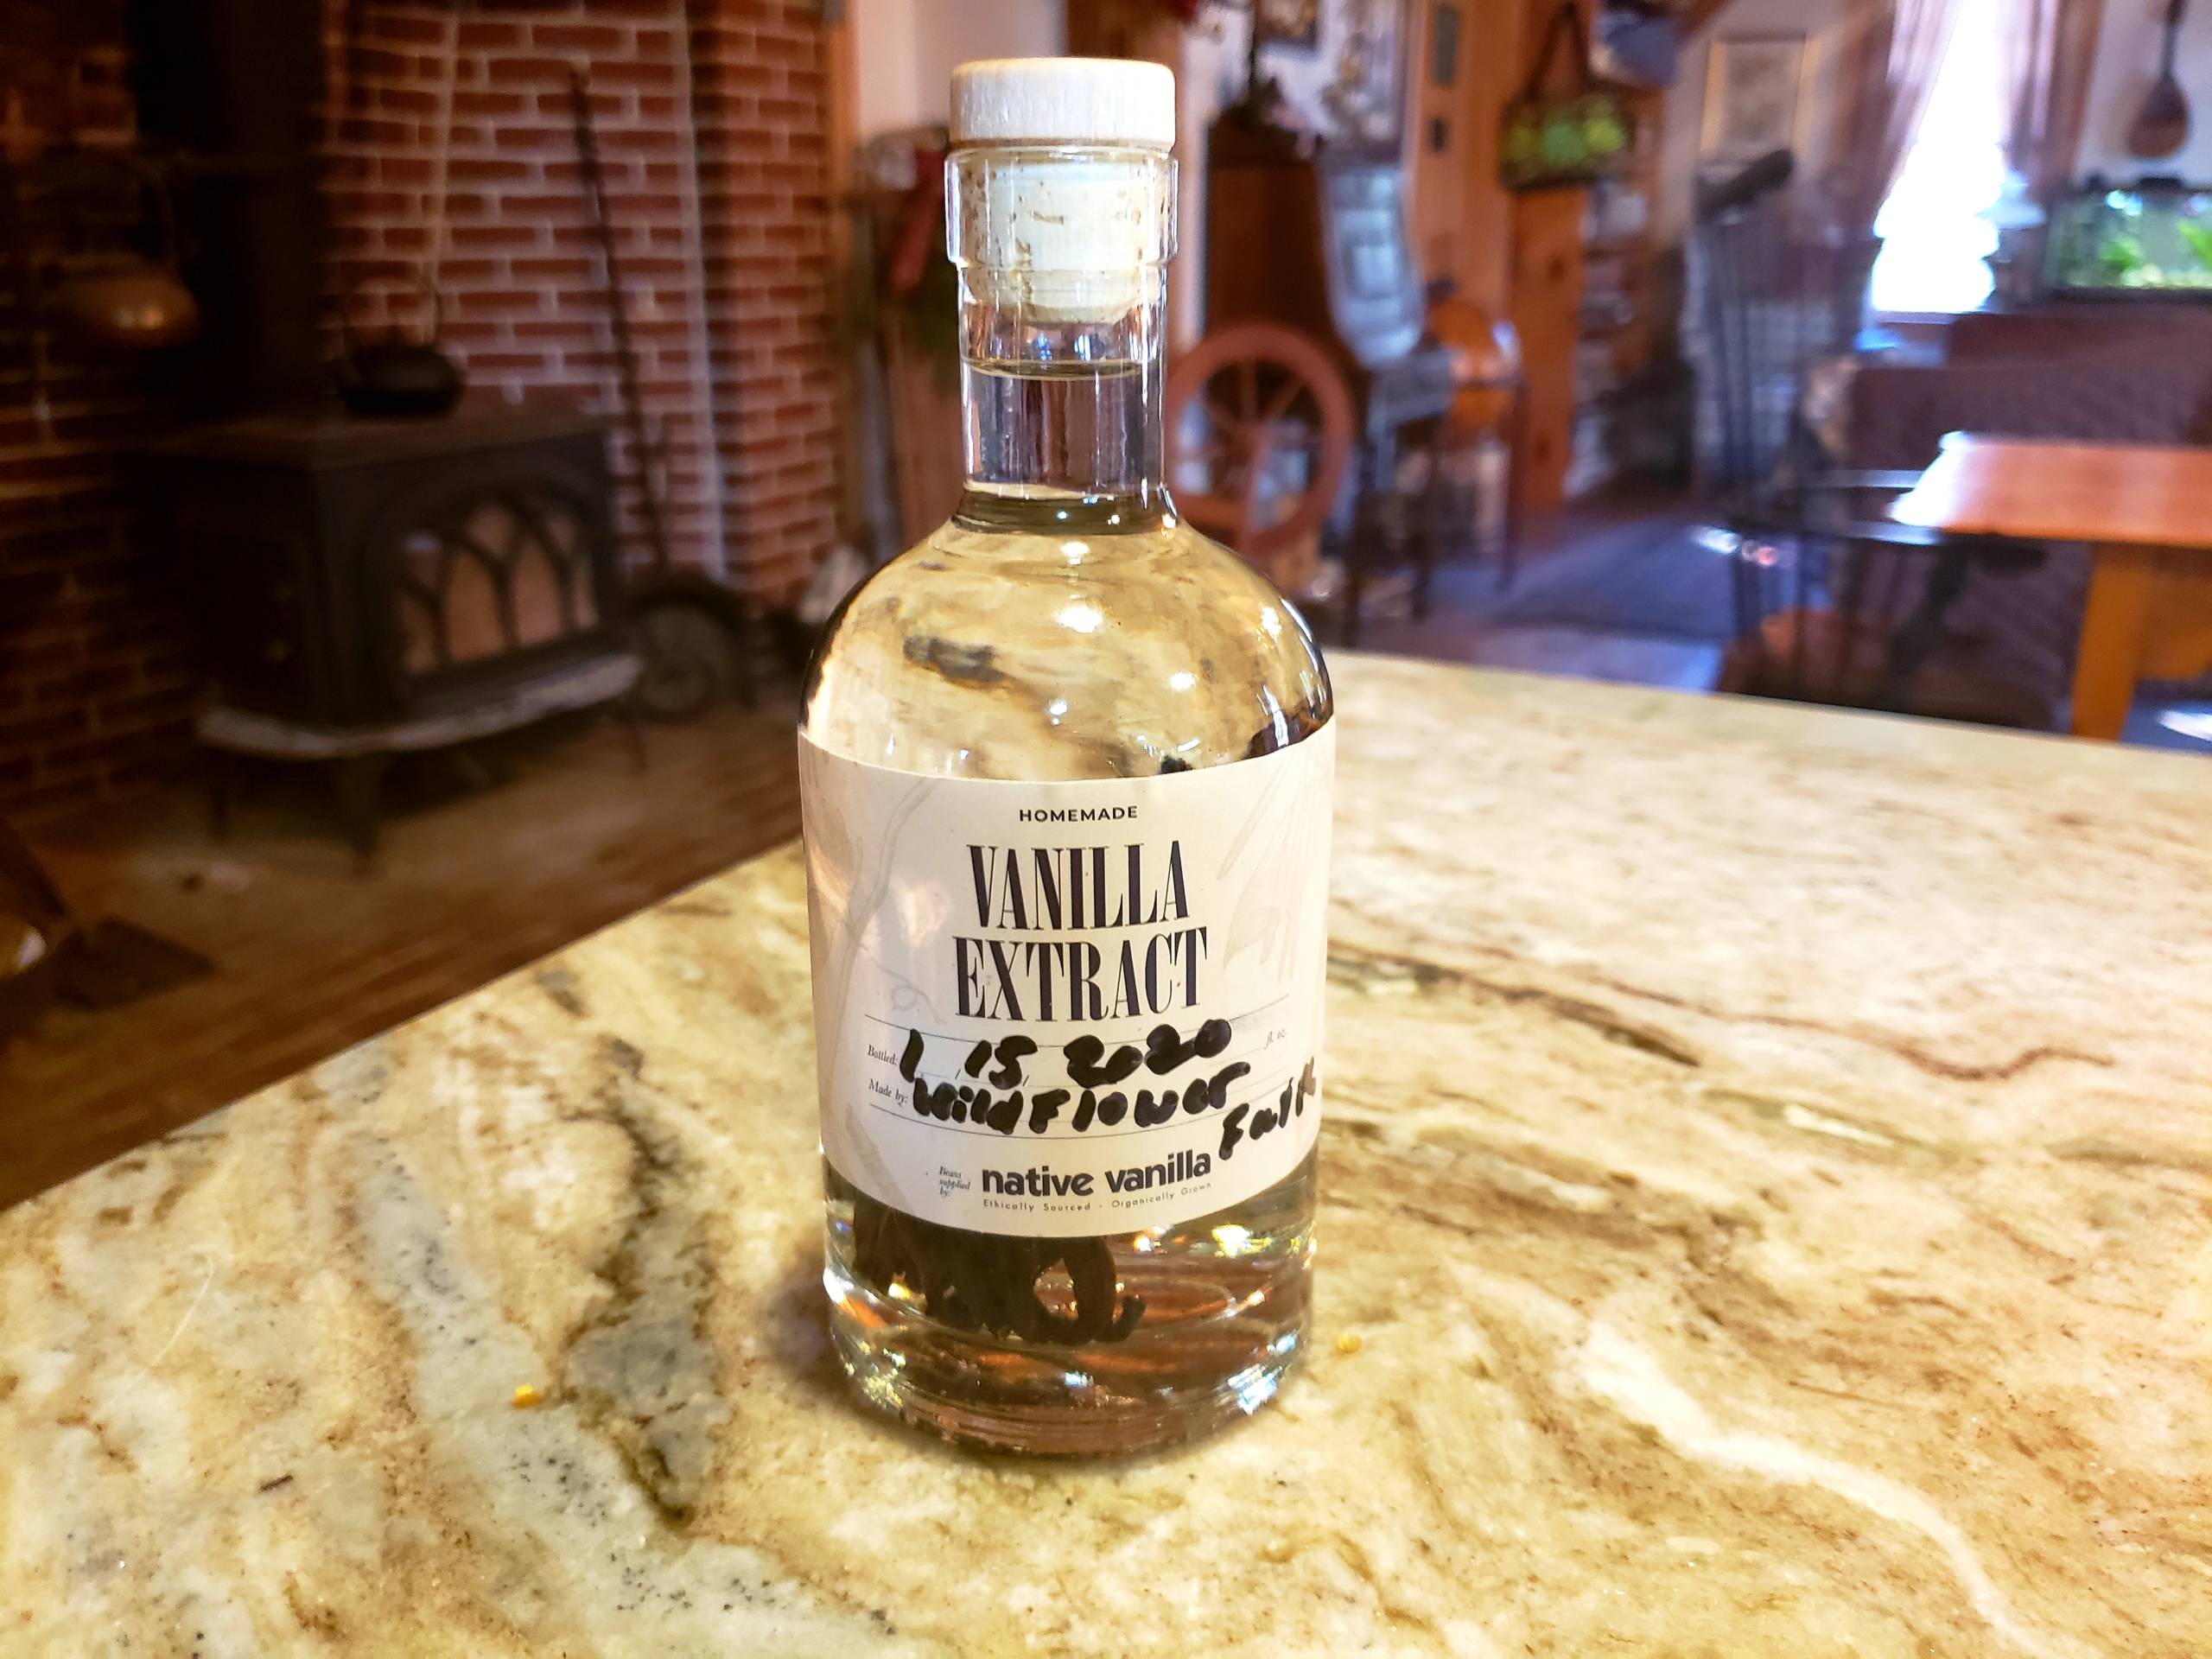 HOMEMADE
VANILLA
EXTRACT
fl. oz
Bottled: 1, 15, 2020
Made by: Wildflower
Beans supplied by:
native vanilla
Ethically Sourced - Organically Grown